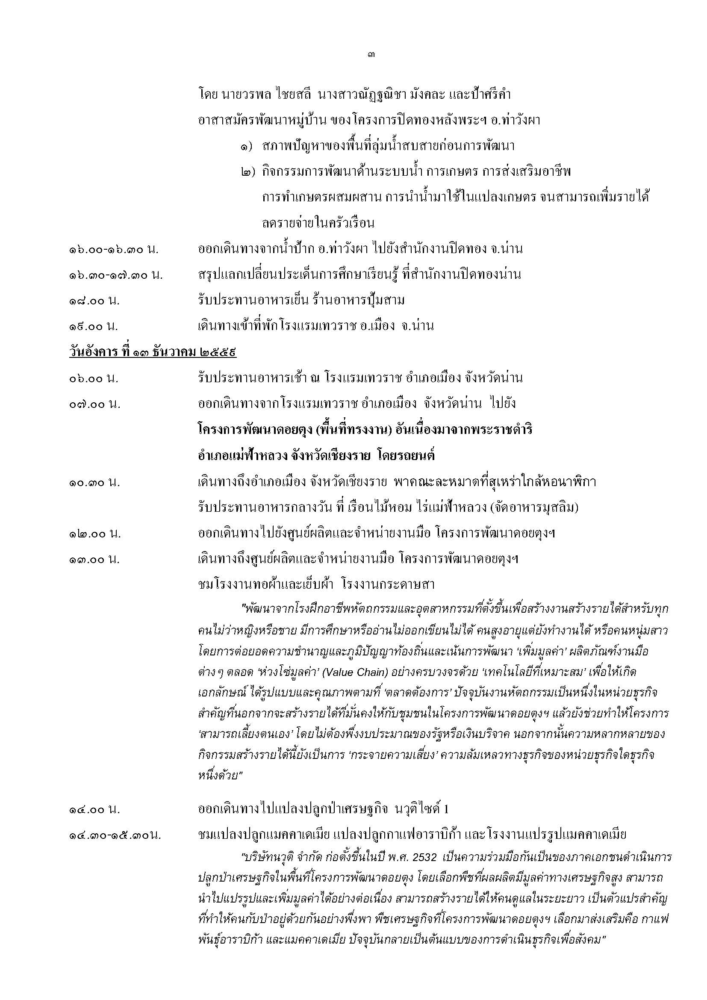 ๓
โดย นายวรพล ไชยสลี นางสาวณัฏฐณิชา มังคละ และป้าศรีคำ
อาสาสมัครพัฒนาหมู่บ้าน ของโครงการปิดทองหลังพระฯ อ.ท่าวังผา
๑) สภาพปัญหาของพื้นที่ลุ่มน้ำสบสายก่อนการพัฒนา
๒) กิจกรรมการพัฒนาด้านระบบน้ำ การเกษตร การส่งเสริมอาชีพ
การทำเกษตรผสมผสาน การนำน้ำมาใช้ในแปลงเกษตร จนสามารถเพิ่มรายได้
ลดรายจ่ายในครัวเรือน
๑๖.๐๐-๑๖.๓๐ น. ออกเดินทางจากน้ำป้าก อ.ท่าวังผา ไปยังสำนักงานปิดทอง จ.น่าน
๑๖.๓๐-๑๗.๓๐ น. สรุปแลกเปลี่ยนประเด็นการศึกษาเรียนรู้ ที่สำนักงานปิดทองน่าน
๑๘.๐๐ น. รับประทานอาหารเย็น ร้านอาหารปุ้มสาม
๑๙.๐๐ น. เดินทางเข้าที่พักโรงแรมเทวราช อ.เมือง จ.น่าน
วันอังคาร ที่ ๑๓ ธันวาคม ๒๕๕๙
๐๖.๐๐ น. รับประทานอาหารเช้า ณ โรงแรมเทวราช อำเภอเมือง จังหวัดน่าน
๐๗.๐๐ น. ออกเดินทางจากโรงแรมเทวราช อำเภอเมือง จังหวัดน่าน ไปยัง
โครงการพัฒนาดอยตุง (พื้นที่ทรงงาน) อันเนื่องมาจากพระราชดำริ
อำเภอแม่ฟ้าหลวง จังหวัดเชียงราย โดยรถยนต์
๑๐.๓๐ น. เดินทางถึงอำเภอเมือง จังหวัดเชียงราย พาคณะละหมาดที่สุเหร่าใกล้หอนาฬิกา
รับประทานอาหารกลางวัน ที่ เรือนไม้หอม ไร่แม่ฟ้าหลวง (จัดอาหารมุสลิม)
๑๒.๐๐ น. ออกเดินทางไปยังศูนย์ผลิตและจำหน่ายงานมือ โครงการพัฒนาดอยตุงฯ
๑๓.๐๐ น. เดินทางถึงศูนย์ผลิตและจำหน่ายงานมือ โครงการพัฒนาดอยตุงฯ
ชมโรงงานทอผ้าและเย็บผ้า โรงงานกระดาษสา
"พัฒนาจากโรงฝึกอาชีพหัตถกรรมและอุตสาหกรรมที่ตั้งขึ้นเพื่อสร้างงานสร้างรายได้สำหรับทุก
คนไม่ว่าหญิงหรือชาย มีการศึกษาหรืออ่านไม่ออกเขียนไม่ได้ คนสูงอายุแต่ยังทำงานได้ หรือคนหนุ่มสาว
โดยการต่อยอดความชำนาญและภูมิปัญญาท้องถิ่นและเน้นการพัฒนา ‘เพิ่มมูลค่า’ ผลิตภัณฑ์งานมือ
ต่างๆ ตลอด ‘ห่วงโซ่มูลค่า’ (Value Chain) อย่างครบวงจรด้วย ‘เทคโนโลยีที่เหมาะสม’ เพื่อให้เกิด
เอกลักษณ์ ได้รูปแบบและคุณภาพตามที่ ‘ตลาดต้องการ’ ปัจจุบันงานหัตถกรรมเป็นหนึ่งในหน่วยธุรกิจ
สำคัญที่นอกจากจะสร้างรายได้ที่มั่นคงให้กับชุมชนในโครงการพัฒนาดอยตุงฯ แล้วยังช่วยทำให้โครงการ
‘สามารถเลี้ยงตนเอง’ โดยไม่ต้องพึ่งงบประมาณของรัฐหรือเงินบริจาค นอกจากนั้นความหลากหลายของ
กิจกรรมสร้างรายได้นี้ยังเป็นการ ‘กระจายความเสี่ยง’ ความล้มเหลวทางธุรกิจของหน่วยธุรกิจใดธุรกิจ
หนึ่งด้วย"
๑๔.๐๐ น. ออกเดินทางไปแปลงปลูกป่าเศรษฐกิจ นวุติไซด์ 1
๑๔.๓๐-๑๕.๓๐น. ชมแปลงปลูกแมคคาเดเมีย แปลงปลูกกาแฟอาราบิก้า และโรงงานแปรรูปแมคคาเดเมีย
"บริษัทนวุติ จำกัด ก่อตั้งขึ้นในปี พ.ศ. 2532 เป็นความร่วมมือกันเป็นของภาคเอกชนดำเนินการ
ปลูกป่าเศรษฐกิจในพื้นที่โครงการพัฒนาดอยตุง โดยเลือกพืชที่ผลผลิตมีมูลค่าทางเศรษฐกิจสูง สามารถ
นำไปแปรรูปและเพิ่มมูลค่าได้อย่างต่อเนื่อง สามารถสร้างรายได้ให้คนดูแลในระยะยาว เป็นตัวแปรสำคัญ
ที่ทำให้คนกับป่าอยู่ด้วยกันอย่างพึ่งพา พืชเศรษฐกิจที่โครงการพัฒนาดอยตุงฯ เลือกมาส่งเสริมคือ กาแฟ
พันธุ์อาราบิก้า และแมคคาเดเมีย ปัจจุบันกลายเป็นต้นแบบของการดำเนินธุรกิจเพื่อสังคม"